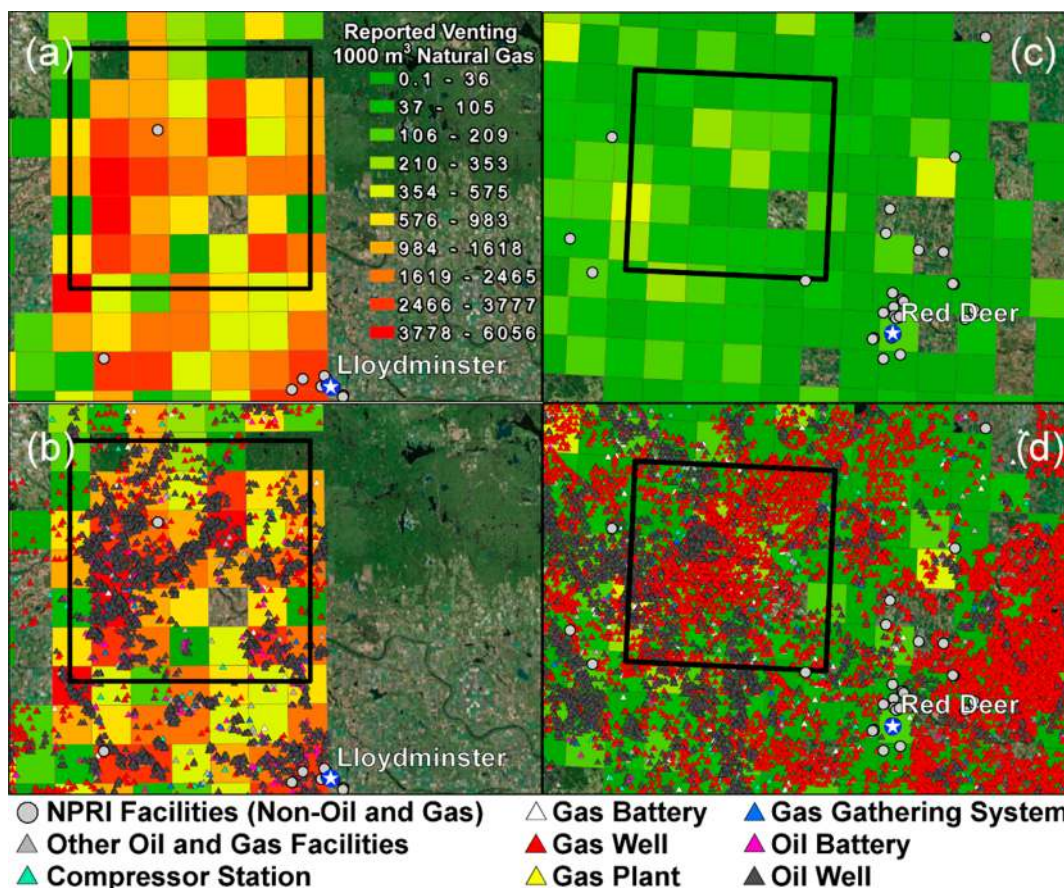 (a)
Reported Venting
1000 m³ Natural Gas
0.1 - 36
37 - 105
106 - 209
210 - 353
354 - 575
576 - 983
984 - 1618
1619 - 2465
2466 - 3777
3778 - 6056
Lloydminster
(c)
Red Deer
(b)
Lloydminster
(d)
Red Deer
NPRI Facilities (Non-Oil and Gas)
Other Oil and Gas Facilities
Compressor Station
Gas Battery
Gas Well
Gas Plant
Gas Gathering System
Oil Battery
Oil Well